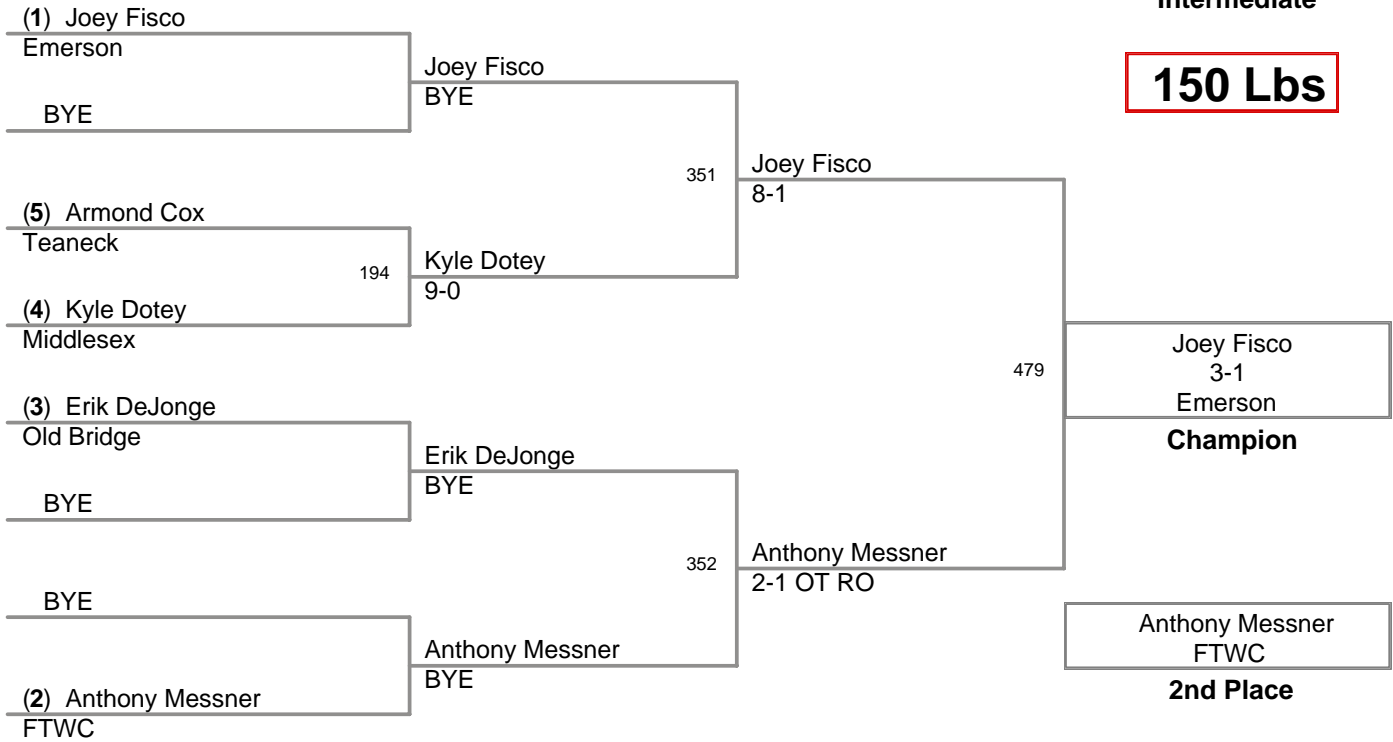 Intermediate
150 Lbs
(1) Joey Fisco
Emerson
BYE
(5) Armond Cox
Teaneck
194
(4) Kyle Dotey
Middlesex
(3) Erik DeJonge
Old Bridge
BYE
BYE
(2) Anthony Messner
FTWC
Joey Fisco
BYE
351
Kyle Dotey
9-0
Erik DeJonge
BYE
352
Anthony Messner
BYE
Joey Fisco
8-1
479
Anthony Messner
2-1 OT RO
Joey Fisco
3-1
Emerson
Champion
Anthony Messner
FTWC
2nd Place